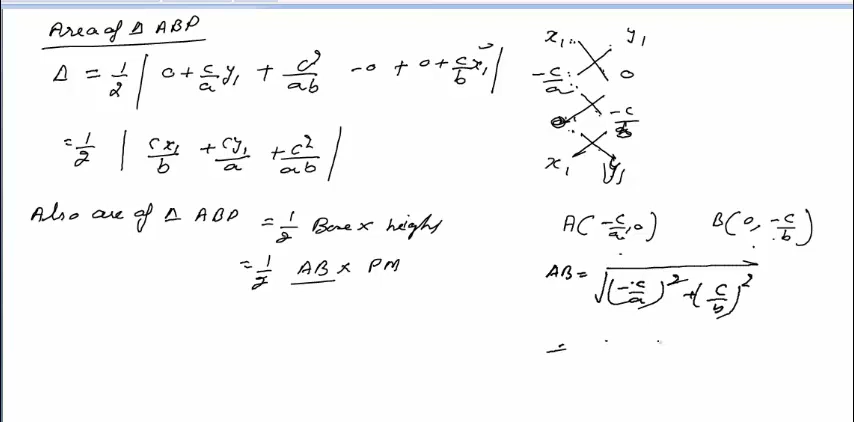 Area of Δ ABP
Δ = 1/2 | 0 + c/a y₁ + c²/ab - 0 + 0 + c/b x₁ |
= 1/2 | cx₁/b + cy₁/a + c²/ab |
Also are of Δ ABP = 1/2 Base × height
= 1/2 AB × PM
x₁ y₁
-c/a 0
0 -c/b
x₁ y₁
A(-c/a, 0) B(0, -c/b)
AB = √((-c/a)² + (c/b)²)
=